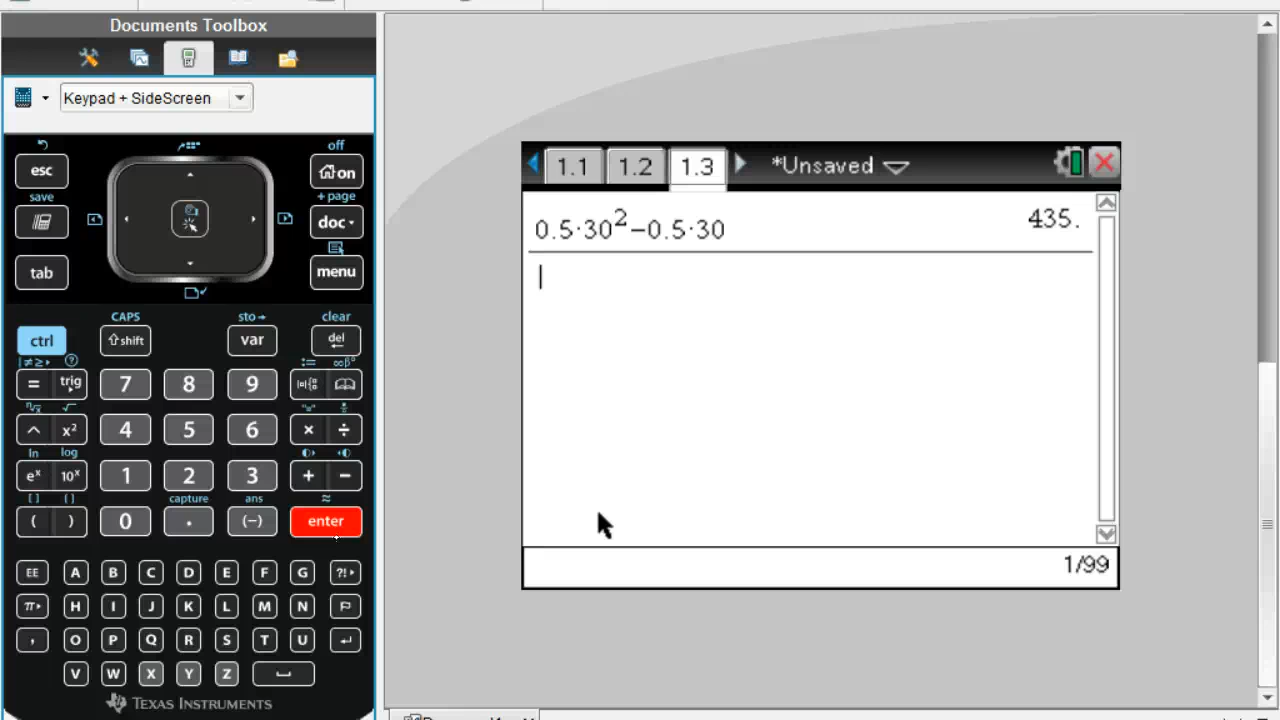 Documents Toolbox
Keypad + SideScreen
off
esc
on
save
+ page
doc
tab
menu
CAPS
sto→
clear
ctrl
shift
var
del
= trig 7 8 9
^ x² 4 5 6 × ÷
ln log
eˣ 10ˣ 1 2 3 + −
[ ] { } capture ans ≈
( ) 0 . (−) enter
EE A B C D E F G ?!▸
π▸ H I J K L M N
, O P Q R S T U
V W X Y Z
TEXAS INSTRUMENTS
1.1 1.2 1.3 *Unsaved
0.5·30²−0.5·30 435.
1/99